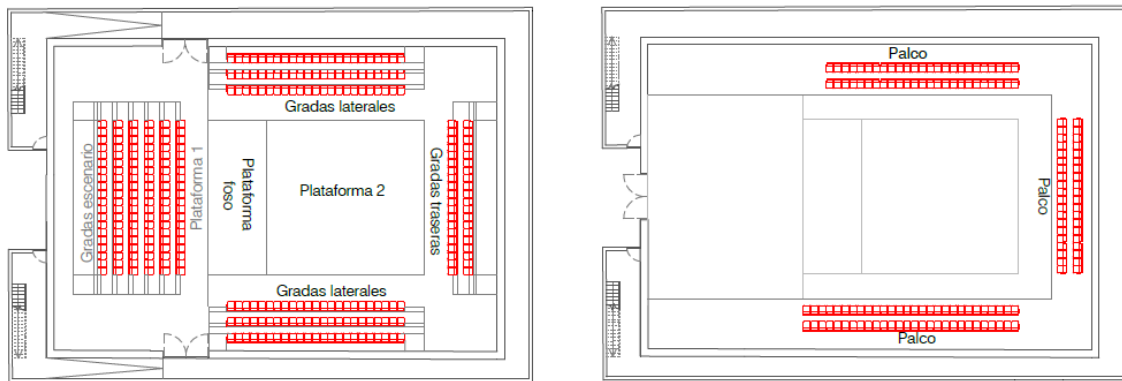 Gradas laterales
Gradas escenario
Plataforma 1
Plataforma
foso
Plataforma 2
Gradas traseras
Gradas laterales
Palco
Palco
Palco